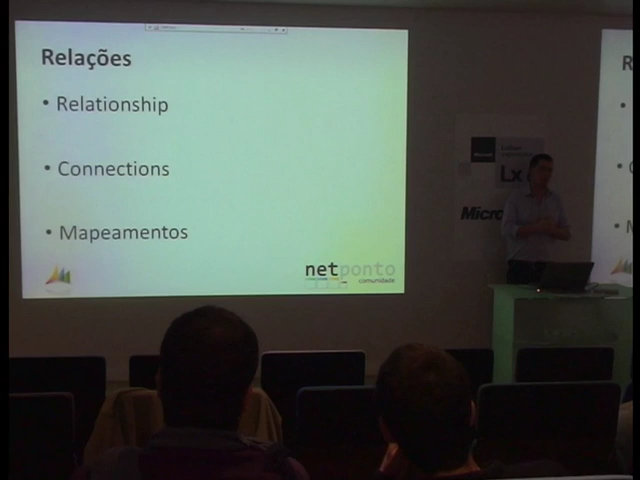 Relações
• Relationship
• Connections
• Mapeamentos
netponto
comunidade
Lx
Micro
R
•
•
• M